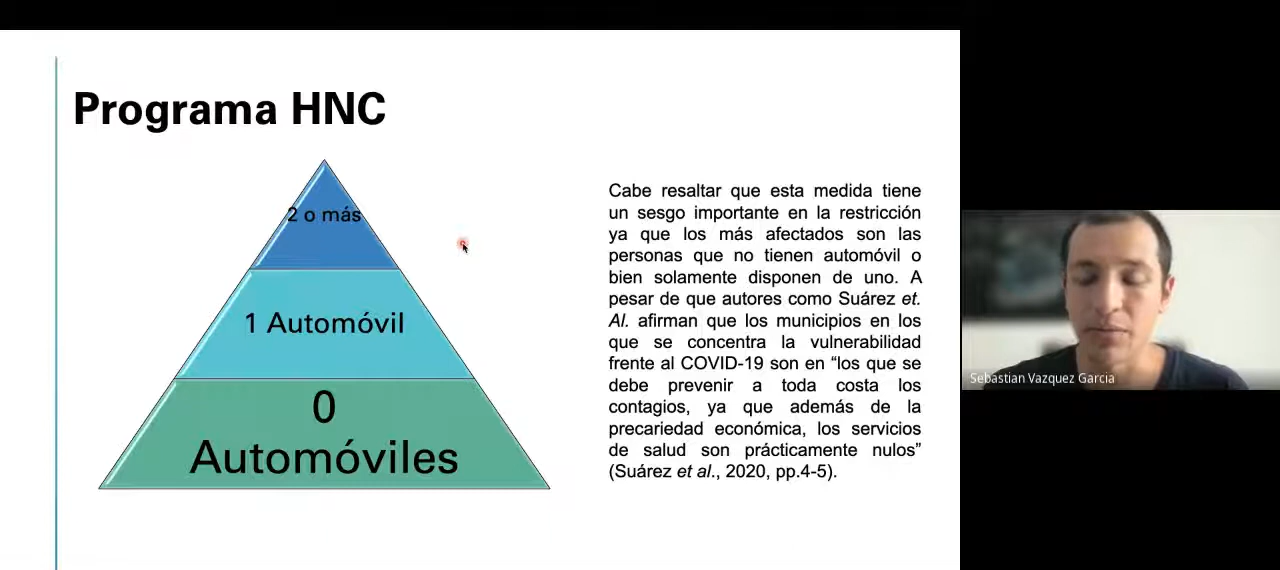 Programa HNC
2 o más
1 Automóvil
0
Automóviles
Cabe resaltar que esta medida tiene
un sesgo importante en la restricción
ya que los más afectados son las
personas que no tienen automóvil o
bien solamente disponen de uno. A
pesar de que autores como Suárez et.
Al. afirman que los municipios en los
que se concentra la vulnerabilidad
frente al COVID-19 son en “los que se
debe prevenir a toda costa los
contagios, ya que además de la
precariedad económica, los servicios
de salud son prácticamente nulos”
(Suárez et al., 2020, pp.4-5).
Sebastian Vazquez Garcia